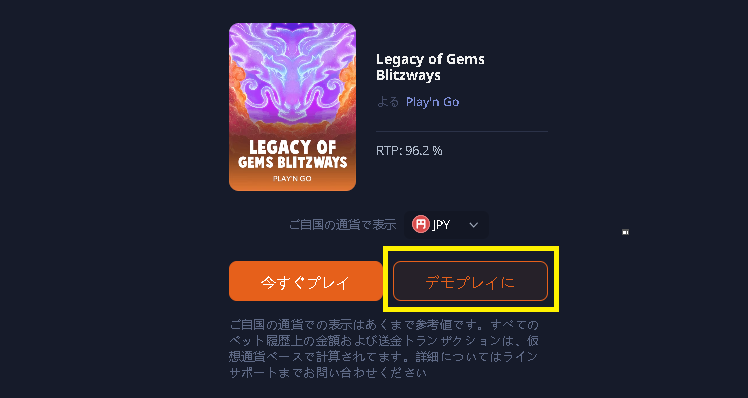 LEGACY OF
GEMS BLITZWAYS
PLAY'N GO
Legacy of Gems
Blitzways
よる Play'n Go
RTP: 96.2 %
ご自国の通貨で表示 円 JPY
今すぐプレイ
デモプレイに
ご自国の通貨での表示はあくまで参考値です。すべての
ベット履歴上の金額および送金トランザクションは、仮
想通貨ベースで計算されてます。詳細についてはライン
サポートまでお問い合わせください